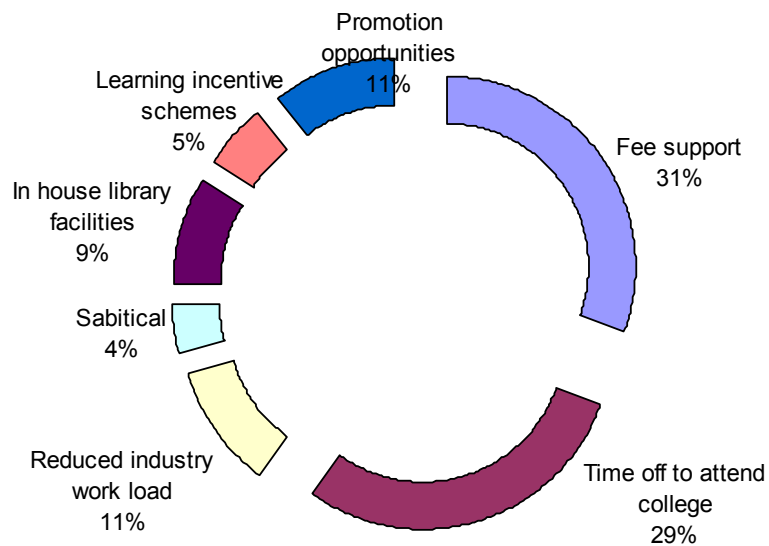 Promotion
opportunities
11%
Fee support
31%
Time off to attend
college
29%
Reduced industry
work load
11%
Sabitical
4%
In house library
facilities
9%
Learning incentive
schemes
5%